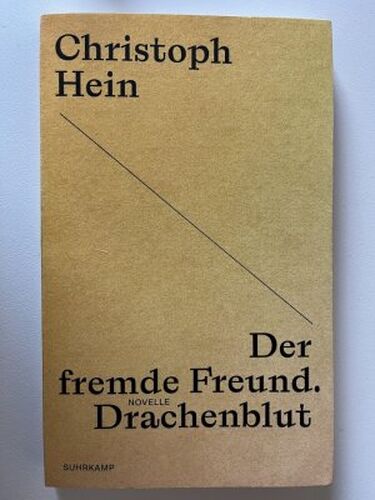 Christoph
Hein
Der
fremde Freund.
NOVELLE
Drachenblut
SUHRKAMP